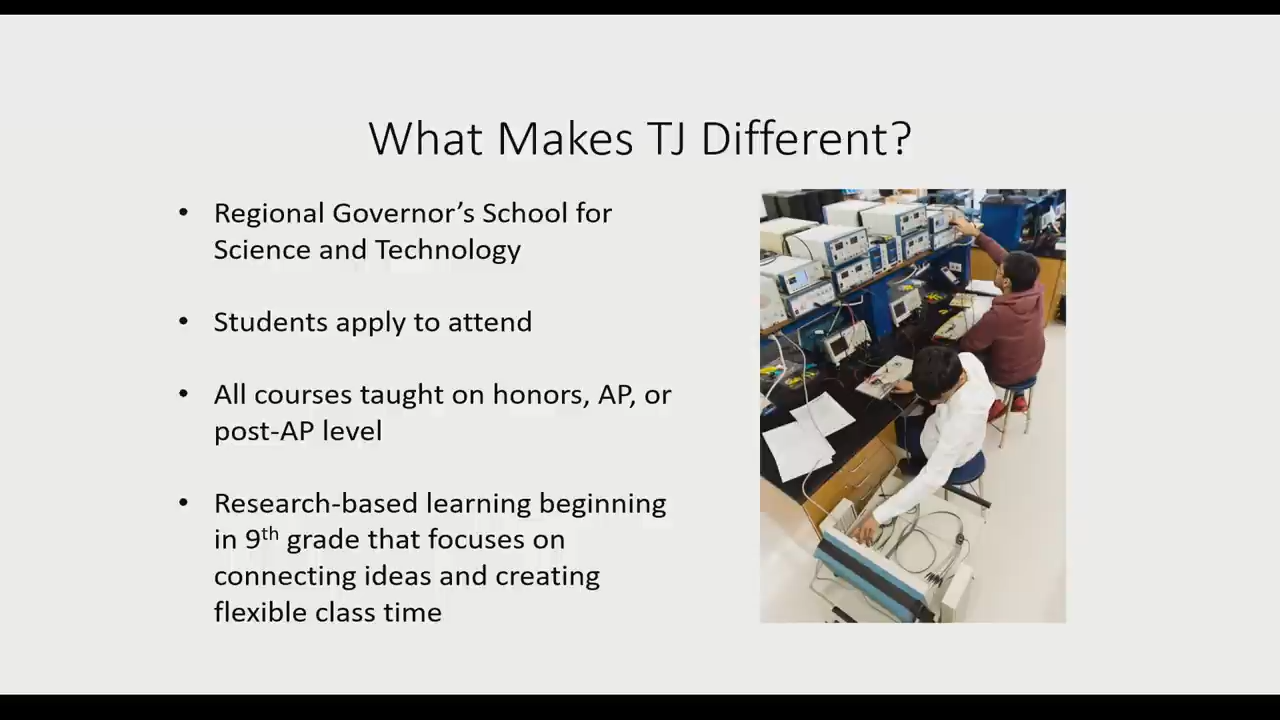 What Makes TJ Different?
• Regional Governor’s School for
Science and Technology
• Students apply to attend
• All courses taught on honors, AP, or
post-AP level
• Research-based learning beginning
in 9th grade that focuses on
connecting ideas and creating
flexible class time